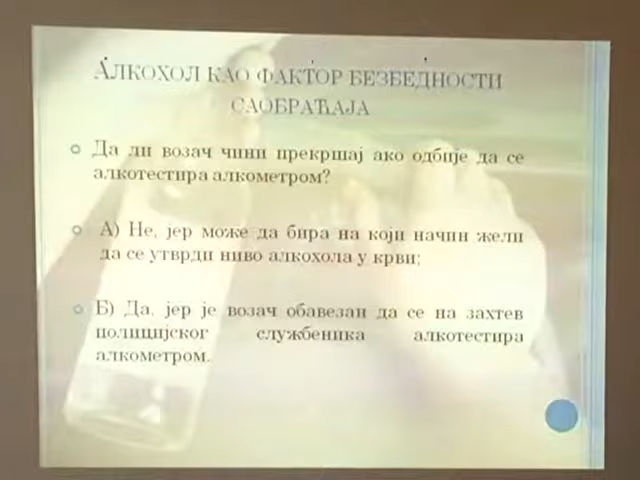 АЛКОХОЛ КАО ФАКТОР БЕЗБЕДНОСТИ
САОБРАЋАЈА
Да ли возач чини прекршај ако одбије да се
алкотестира алкометром?
А) Не, јер може да бира на који начин жели
да се утврди ниво алкохола у крви;
Б) Да, јер је возач обавезан да се на захтев
полицијског службеника алкотестира
алкометром.